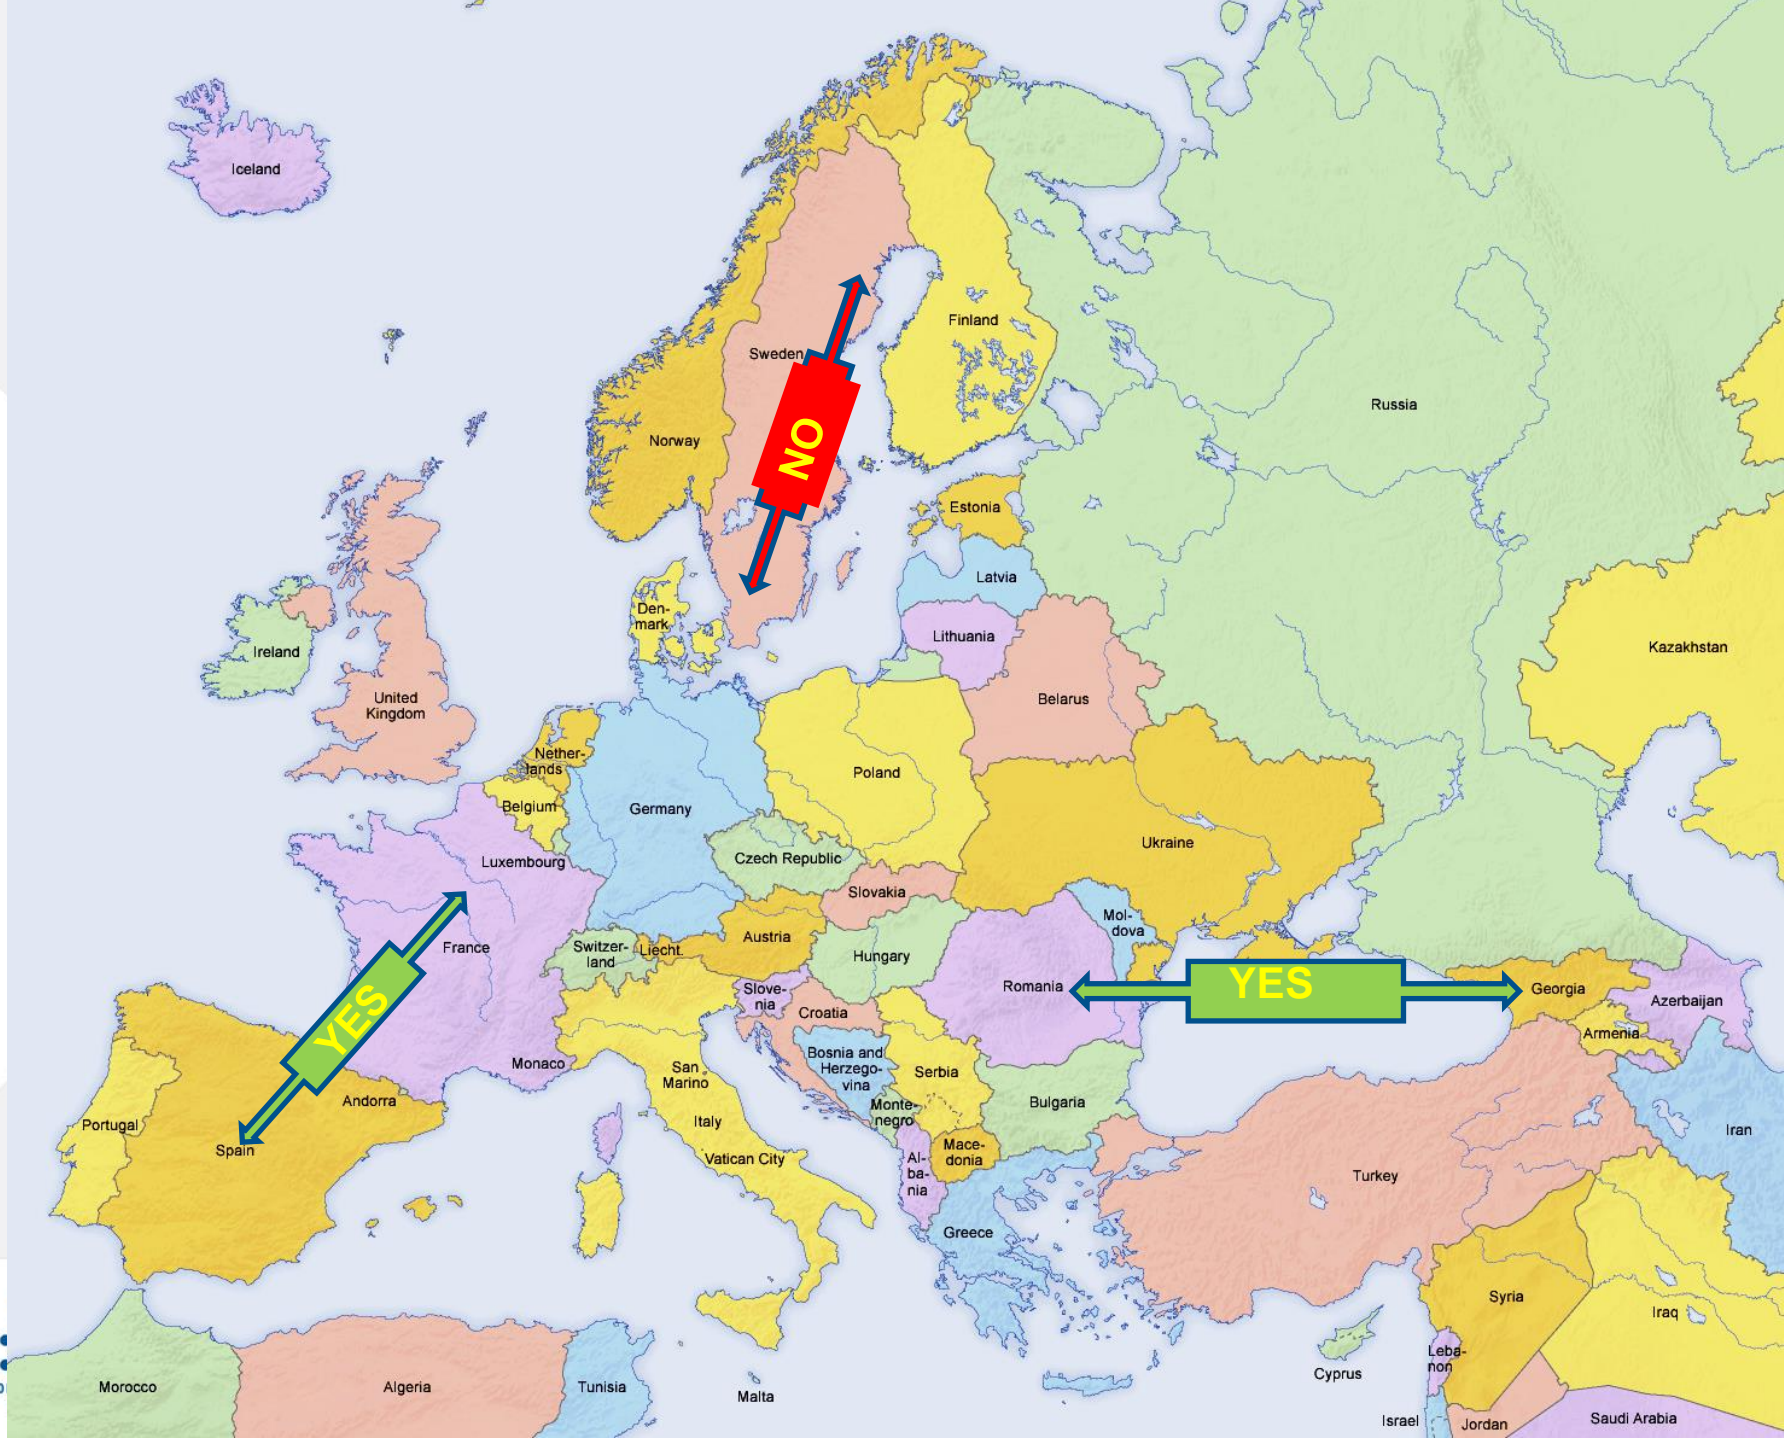 Iceland
Finland
Sweden
Russia
NO
Norway
Estonia
Latvia
Den-
mark
Lithuania
Ireland
Kazakhstan
United
Kingdom
Belarus
Nether-
lands
Poland
Belgium
Germany
Ukraine
Luxembourg
Czech Republic
Slovakia
Mol-
dova
Austria
France
Switzer-
land
Liecht.
Hungary
YES
Romania
Georgia
Slove-
nia
Azerbaijan
Croatia
YES
Armenia
Bosnia and
Herzego-
vina
Monaco
San
Marino
Serbia
Andorra
Monte-
negro
Bulgaria
Portugal
Italy
Iran
Spain
Vatican City
Mace-
donia
Al-
ba-
nia
Turkey
Greece
Syria
Iraq
Leba-
non
Cyprus
Morocco
Algeria
Tunisia
Malta
Israel
Jordan
Saudi Arabia